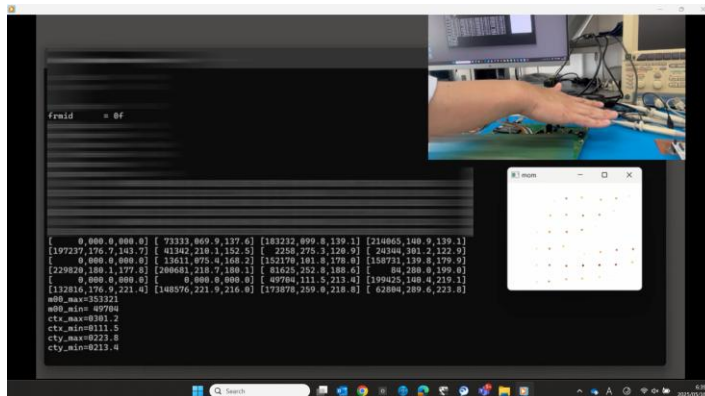 frmid = 0f
mom
[ 0,000.0,000.0] [ 73333,069.9,137.6] [183232,099.8,139.1] [214065,140.9,139.1]
[197237,176.7,143.7] [ 41342,210.1,152.5] [ 2258,275.3,120.9] [ 24344,301.2,122.9]
[ 0,000.0,000.0] [ 13611,075.4,168.2] [152170,101.8,178.0] [158731,139.8,179.9]
[229820,180.1,177.8] [200681,218.7,180.1] [ 81625,252.8,188.6] [ 84,280.0,199.0]
[ 0,000.0,000.0] [ 0,000.0,000.0] [ 49704,111.5,213.4] [199425,140.4,219.1]
[132816,176.9,221.4] [148576,221.9,216.0] [173878,259.0,218.8] [ 62804,289.6,223.8]
m00_max=353321
m00_min= 49704
ctx_max=0301.2
ctx_min=0111.5
cty_max=0223.8
cty_min=0213.4
Search